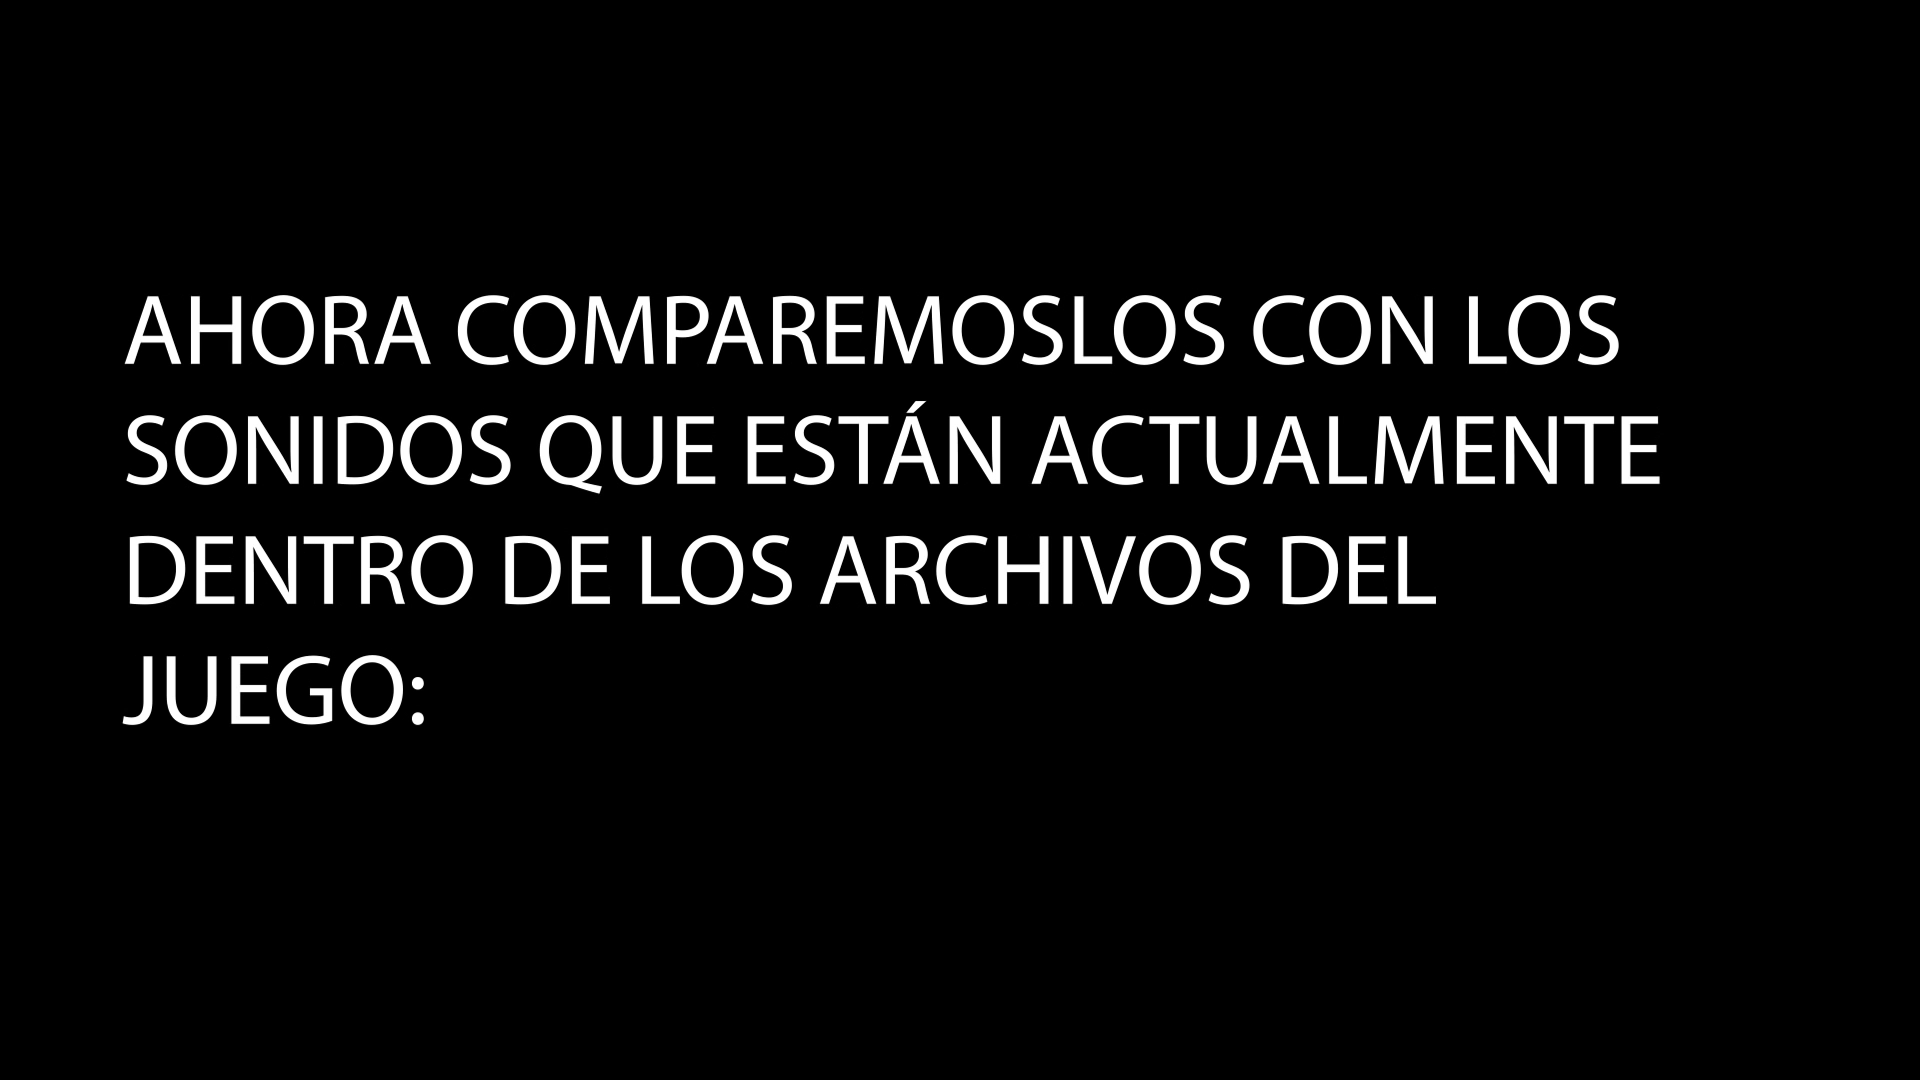 AHORA COMPAREMOSLOS CON LOS
SONIDOS QUE ESTÁN ACTUALMENTE
DENTRO DE LOS ARCHIVOS DEL
JUEGO: